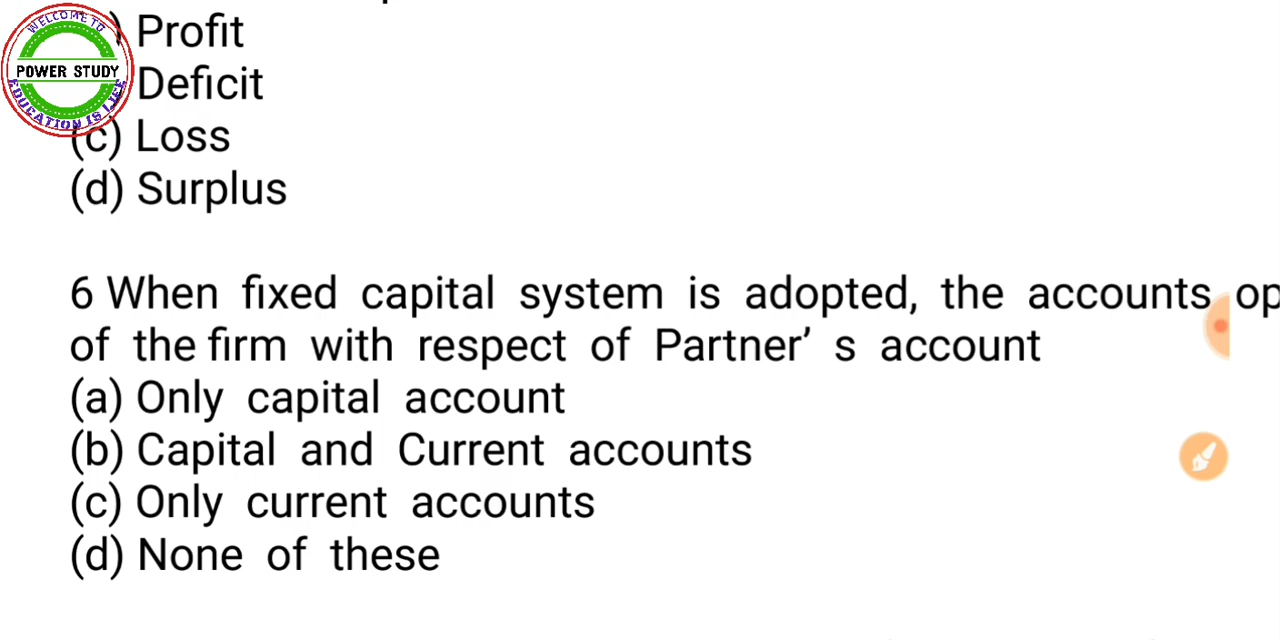 WELCOME TO
POWER STUDY
EDUCATION IS LIFE
) Profit
Deficit
(c) Loss
(d) Surplus
6 When fixed capital system is adopted, the accounts op
of the firm with respect of Partner’ s account
(a) Only capital account
(b) Capital and Current accounts
(c) Only current accounts
(d) None of these